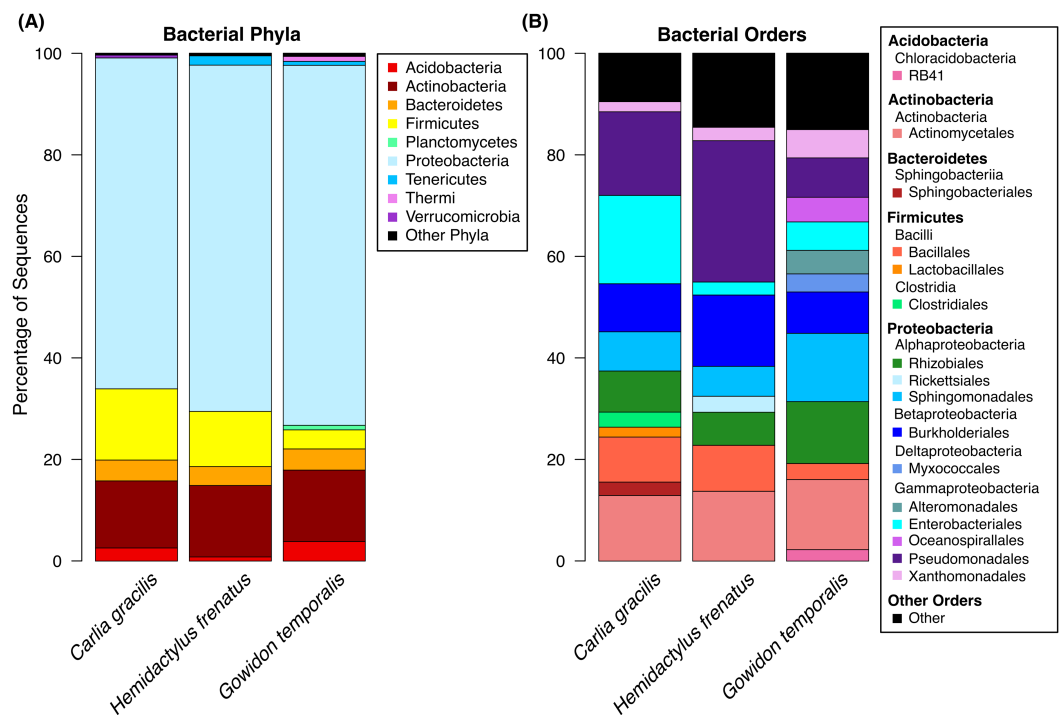 (A)
Bacterial Phyla
Percentage of Sequences
100
80
60
40
20
0
Carlia gracilis
Hemidactylus frenatus
Gowidon temporalis
Acidobacteria
Actinobacteria
Bacteroidetes
Firmicutes
Planctomycetes
Proteobacteria
Tenericutes
Thermi
Verrucomicrobia
Other Phyla
(B)
Bacterial Orders
100
80
60
40
20
0
Carlia gracilis
Hemidactylus frenatus
Gowidon temporalis
Acidobacteria
Chloracidobacteria
RB41
Actinobacteria
Actinobacteria
Actinomycetales
Bacteroidetes
Sphingobacteriia
Sphingobacteriales
Firmicutes
Bacilli
Bacillales
Lactobacillales
Clostridia
Clostridiales
Proteobacteria
Alphaproteobacteria
Rhizobiales
Rickettsiales
Sphingomonadales
Betaproteobacteria
Burkholderiales
Deltaproteobacteria
Myxococcales
Gammaproteobacteria
Alteromonadales
Enterobacteriales
Oceanospirallales
Pseudomonadales
Xanthomonadales
Other Orders
Other